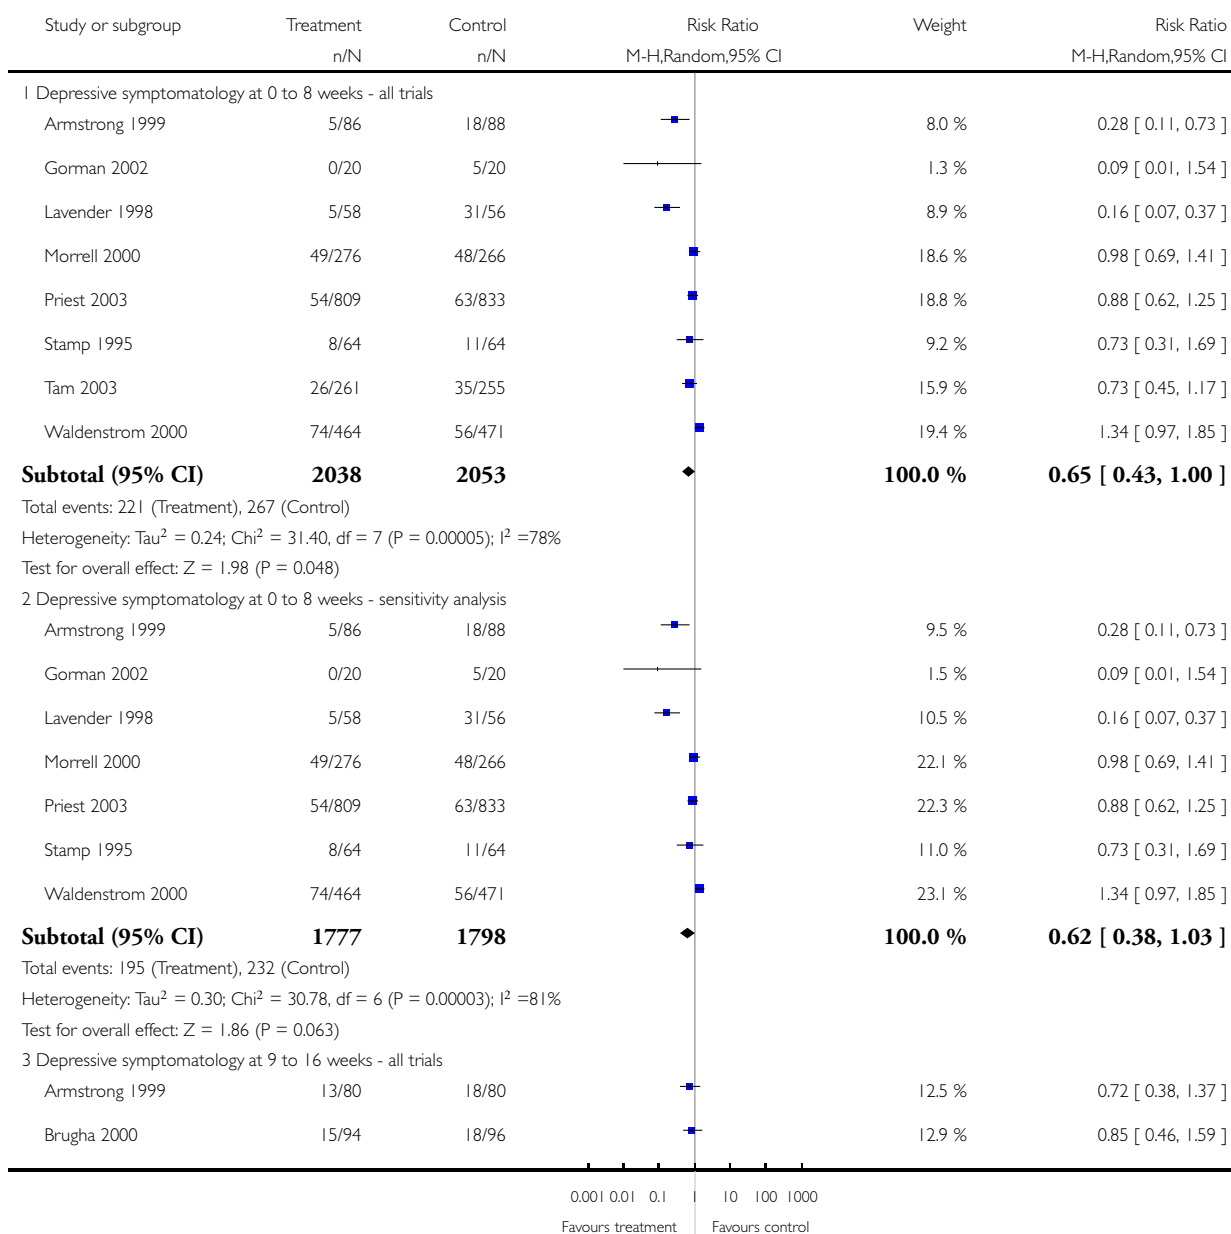 Study or subgroup Treatment Control Risk Ratio Weight Risk Ratio
n/N n/N M-H,Random,95% CI M-H,Random,95% CI
1 Depressive symptomatology at 0 to 8 weeks - all trials
Armstrong 1999 5/86 18/88 8.0 % 0.28 [ 0.11, 0.73 ]
Gorman 2002 0/20 5/20 1.3 % 0.09 [ 0.01, 1.54 ]
Lavender 1998 5/58 31/56 8.9 % 0.16 [ 0.07, 0.37 ]
Morrell 2000 49/276 48/266 18.6 % 0.98 [ 0.69, 1.41 ]
Priest 2003 54/809 63/833 18.8 % 0.88 [ 0.62, 1.25 ]
Stamp 1995 8/64 11/64 9.2 % 0.73 [ 0.31, 1.69 ]
Tam 2003 26/261 35/255 15.9 % 0.73 [ 0.45, 1.17 ]
Waldenstrom 2000 74/464 56/471 19.4 % 1.34 [ 0.97, 1.85 ]
Subtotal (95% CI) 2038 2053 100.0 % 0.65 [ 0.43, 1.00 ]
Total events: 221 (Treatment), 267 (Control)
Heterogeneity: Tau² = 0.24; Chi² = 31.40, df = 7 (P = 0.00005); I² =78%
Test for overall effect: Z = 1.98 (P = 0.048)
2 Depressive symptomatology at 0 to 8 weeks - sensitivity analysis
Armstrong 1999 5/86 18/88 9.5 % 0.28 [ 0.11, 0.73 ]
Gorman 2002 0/20 5/20 1.5 % 0.09 [ 0.01, 1.54 ]
Lavender 1998 5/58 31/56 10.5 % 0.16 [ 0.07, 0.37 ]
Morrell 2000 49/276 48/266 22.1 % 0.98 [ 0.69, 1.41 ]
Priest 2003 54/809 63/833 22.3 % 0.88 [ 0.62, 1.25 ]
Stamp 1995 8/64 11/64 11.0 % 0.73 [ 0.31, 1.69 ]
Waldenstrom 2000 74/464 56/471 23.1 % 1.34 [ 0.97, 1.85 ]
Subtotal (95% CI) 1777 1798 100.0 % 0.62 [ 0.38, 1.03 ]
Total events: 195 (Treatment), 232 (Control)
Heterogeneity: Tau² = 0.30; Chi² = 30.78, df = 6 (P = 0.00003); I² =81%
Test for overall effect: Z = 1.86 (P = 0.063)
3 Depressive symptomatology at 9 to 16 weeks - all trials
Armstrong 1999 13/80 18/80 12.5 % 0.72 [ 0.38, 1.37 ]
Brugha 2000 15/94 18/96 12.9 % 0.85 [ 0.46, 1.59 ]
0.001 0.01 0.1 1 10 100 1000
Favours treatment Favours control